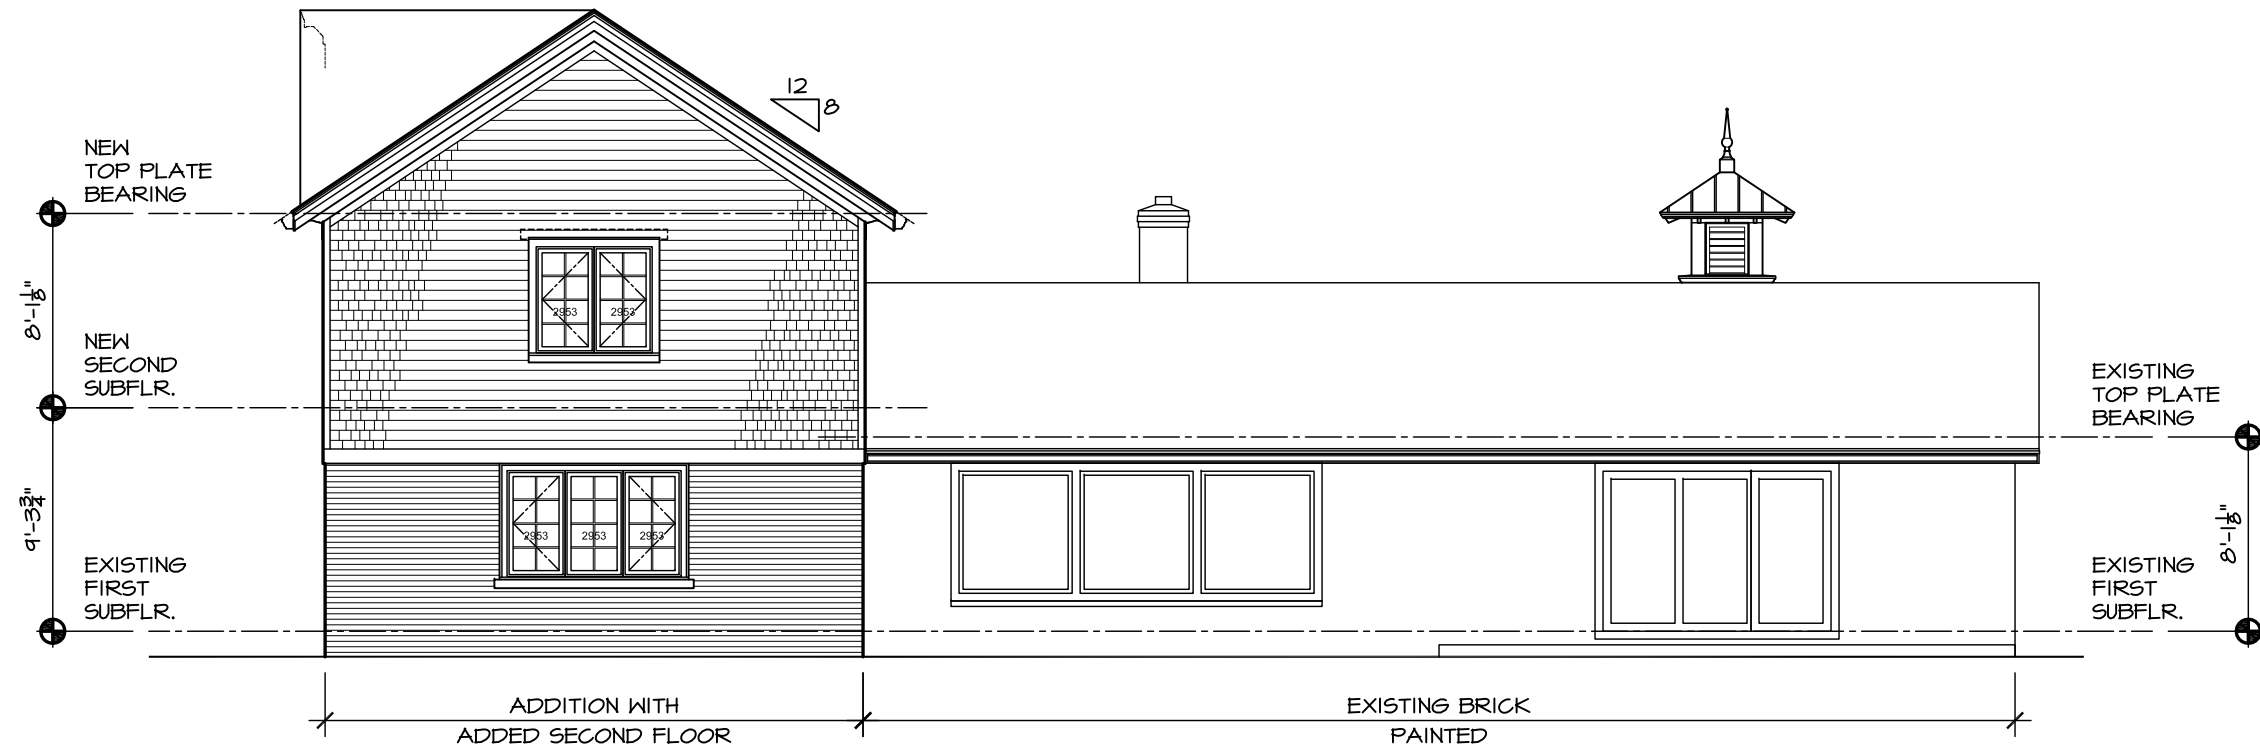 12
8
NEW
TOP PLATE
BEARING
8'-1 1/8"
NEW
SECOND
SUBFLR.
9'-3 3/4"
EXISTING
FIRST
SUBFLR.
2953 2953
2953 2953 2953
EXISTING
TOP PLATE
BEARING
8'-1 1/8"
EXISTING
FIRST
SUBFLR.
ADDITION WITH
ADDED SECOND FLOOR
EXISTING BRICK
PAINTED